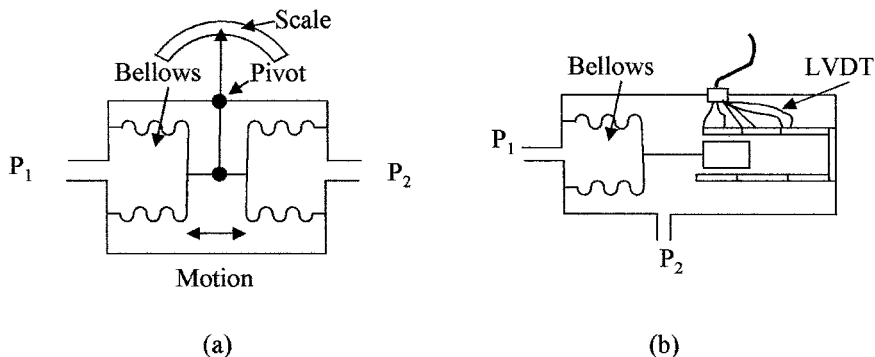 Scale
Bellows
Pivot
P1
P2
Motion
(a)
Bellows
LVDT
P1
P2
(b)